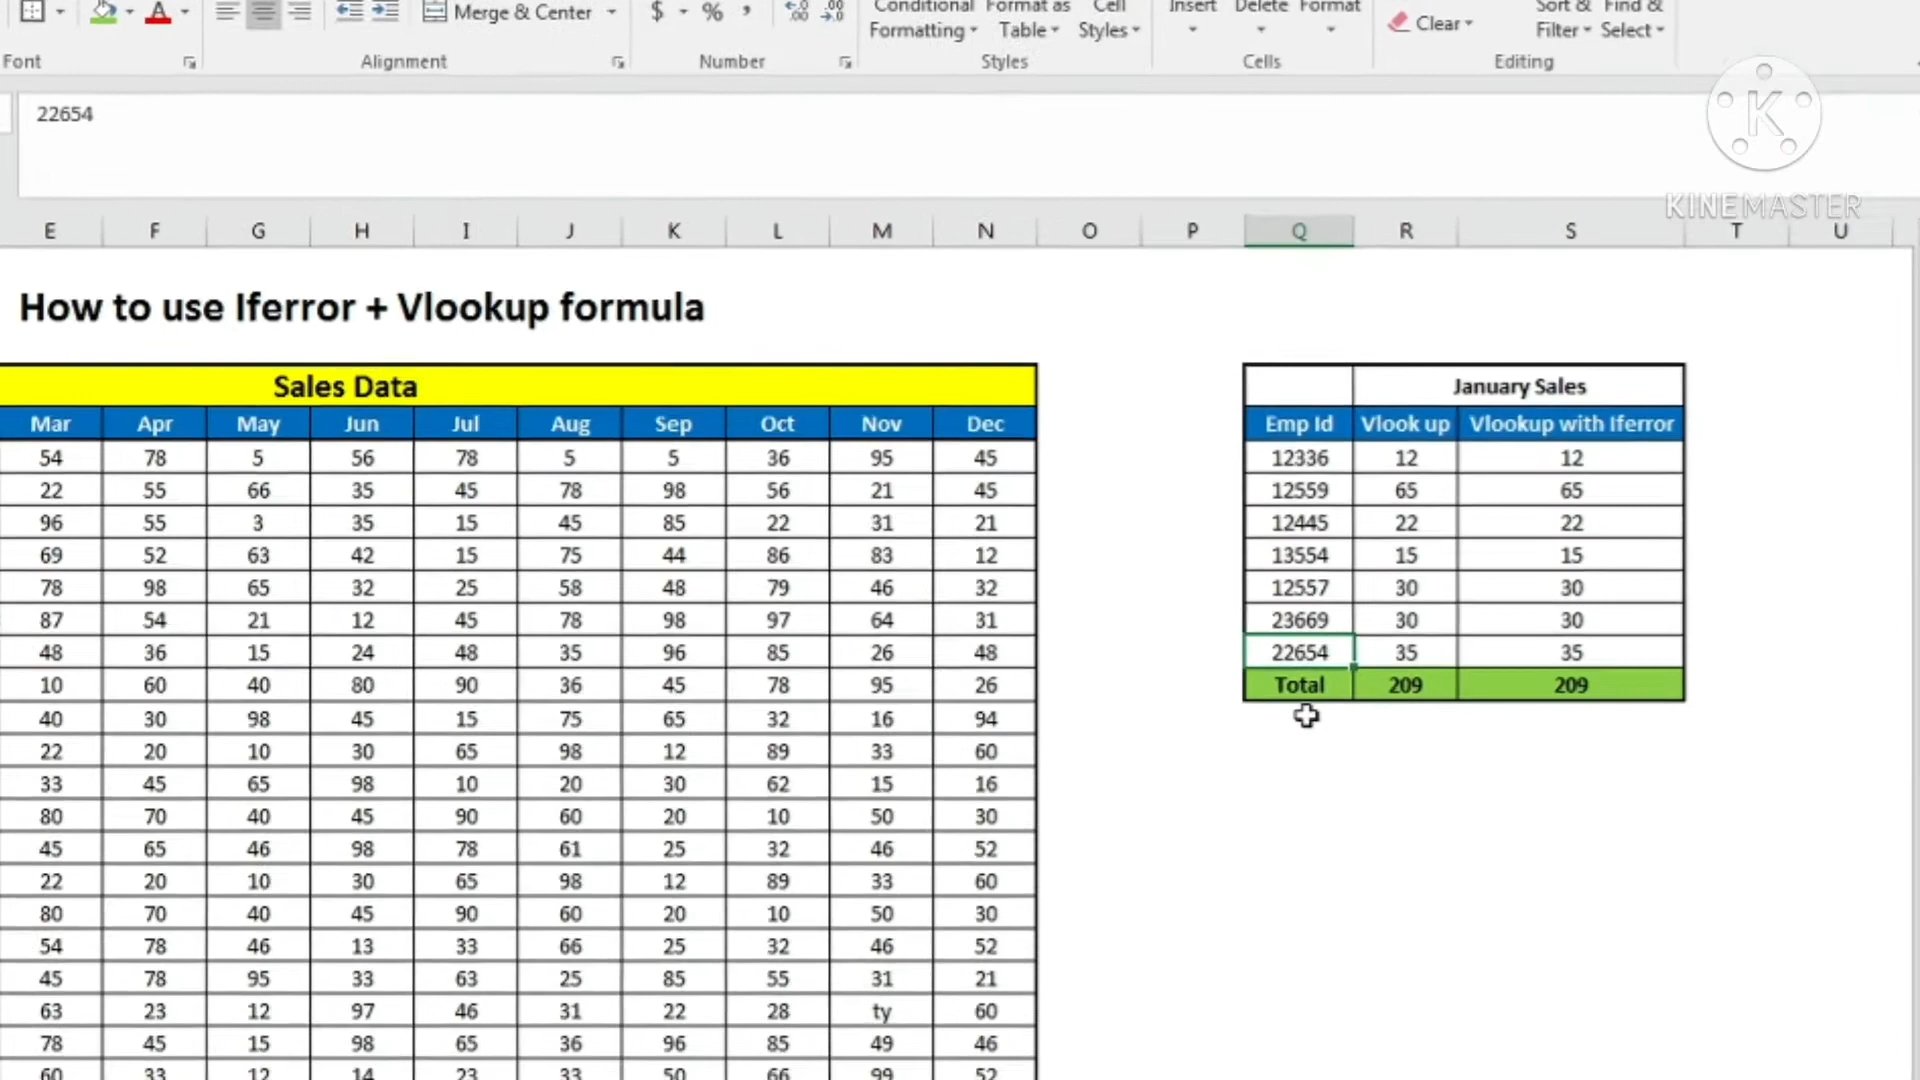 Merge & Center $ % , Conditional Format as Cell Insert Delete Format Sort & Find &
Formatting Table Styles Clear Filter Select
Font Alignment Number Styles Cells Editing
22654
K
KINEMASTER
E F G H I J K L M N O P Q R S T U
How to use Iferror + Vlookup formula
Sales Data
Mar Apr May Jun Jul Aug Sep Oct Nov Dec
54 78 5 56 78 5 5 36 95 45
22 55 66 35 45 78 98 56 21 45
96 55 3 35 15 45 85 22 31 21
69 52 63 42 15 75 44 86 83 12
78 98 65 32 25 58 48 79 46 32
87 54 21 12 45 78 98 97 64 31
48 36 15 24 48 35 96 85 26 48
10 60 40 80 90 36 45 78 95 26
40 30 98 45 15 75 65 32 16 94
22 20 10 30 65 98 12 89 33 60
33 45 65 98 10 20 30 62 15 16
80 70 40 45 90 60 20 10 50 30
45 65 46 98 78 61 25 32 46 52
22 20 10 30 65 98 12 89 33 60
80 70 40 45 90 60 20 10 50 30
54 78 46 13 33 66 25 32 46 52
45 78 95 33 63 25 85 55 31 21
63 23 12 97 46 31 22 28 ty 60
78 45 15 98 65 36 96 85 49 46
60 33 12 14 23 33 50 66 99 52
January Sales
Emp Id Vlook up Vlookup with Iferror
12336 12 12
12559 65 65
12445 22 22
13554 15 15
12557 30 30
23669 30 30
22654 35 35
Total 209 209